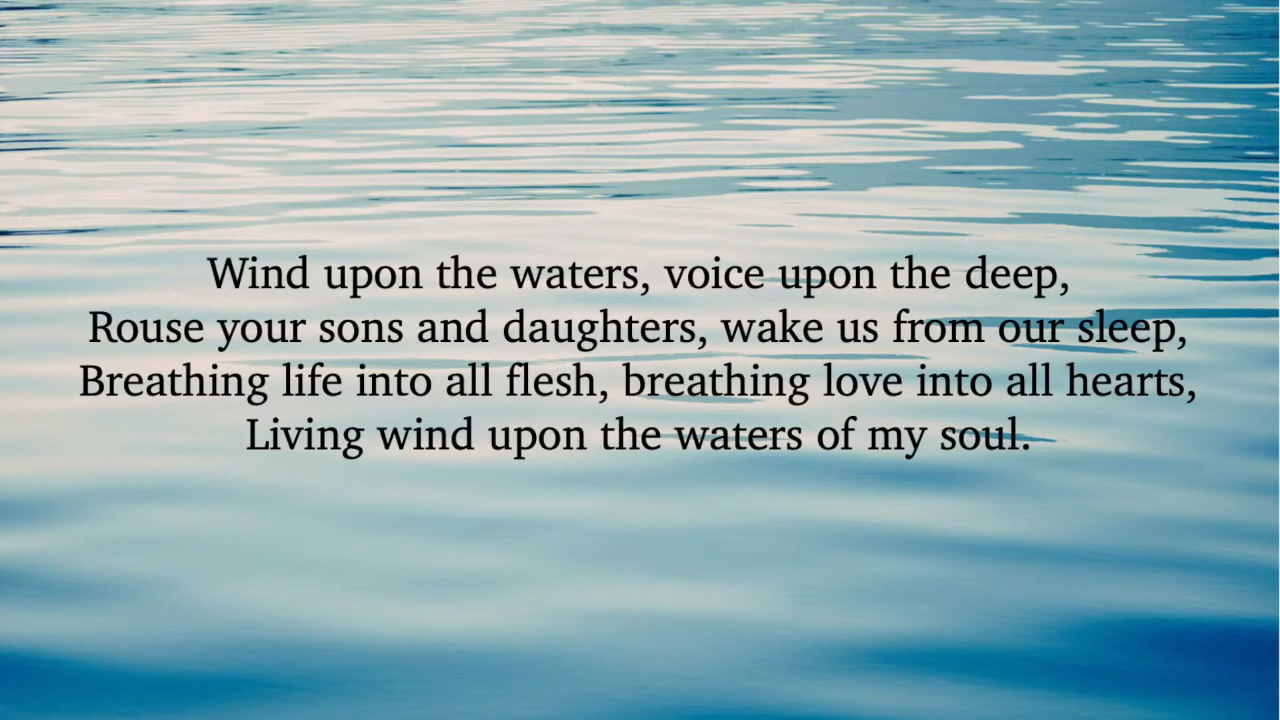 Wind upon the waters, voice upon the deep,
Rouse your sons and daughters, wake us from our sleep,
Breathing life into all flesh, breathing love into all hearts,
Living wind upon the waters of my soul.